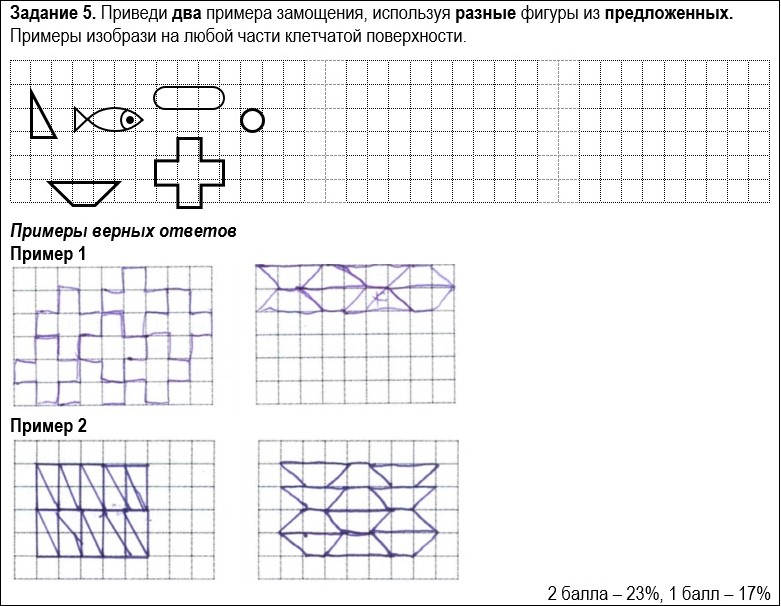 Задание 5. Приведи два примера замощения, используя разные фигуры из предложенных.
Примеры изобрази на любой части клетчатой поверхности.
Примеры верных ответов
Пример 1
Пример 2
2 балла – 23%, 1 балл – 17%